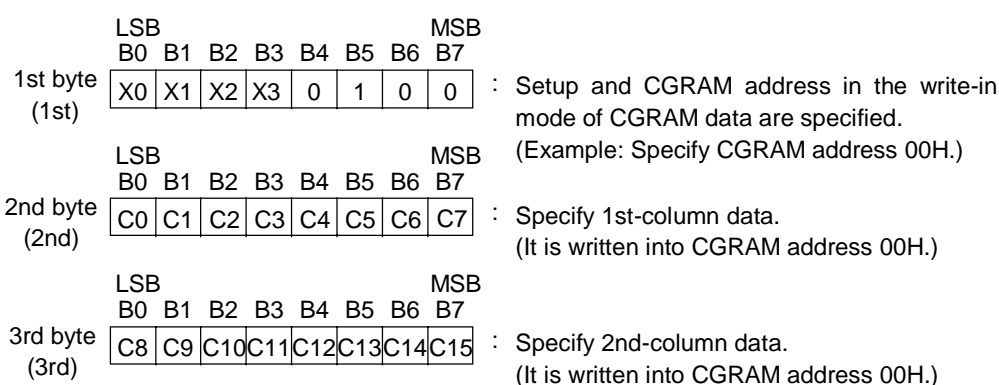 LSB MSB
B0 B1 B2 B3 B4 B5 B6 B7
1st byte
(1st)
X0 X1 X2 X3 0 1 0 0
: Setup and CGRAM address in the write-in
mode of CGRAM data are specified.
(Example: Specify CGRAM address 00H.)
LSB MSB
B0 B1 B2 B3 B4 B5 B6 B7
2nd byte
(2nd)
C0 C1 C2 C3 C4 C5 C6 C7
: Specify 1st-column data.
(It is written into CGRAM address 00H.)
LSB MSB
B0 B1 B2 B3 B4 B5 B6 B7
3rd byte
(3rd)
C8 C9 C10 C11 C12 C13 C14 C15
: Specify 2nd-column data.
(It is written into CGRAM address 00H.)